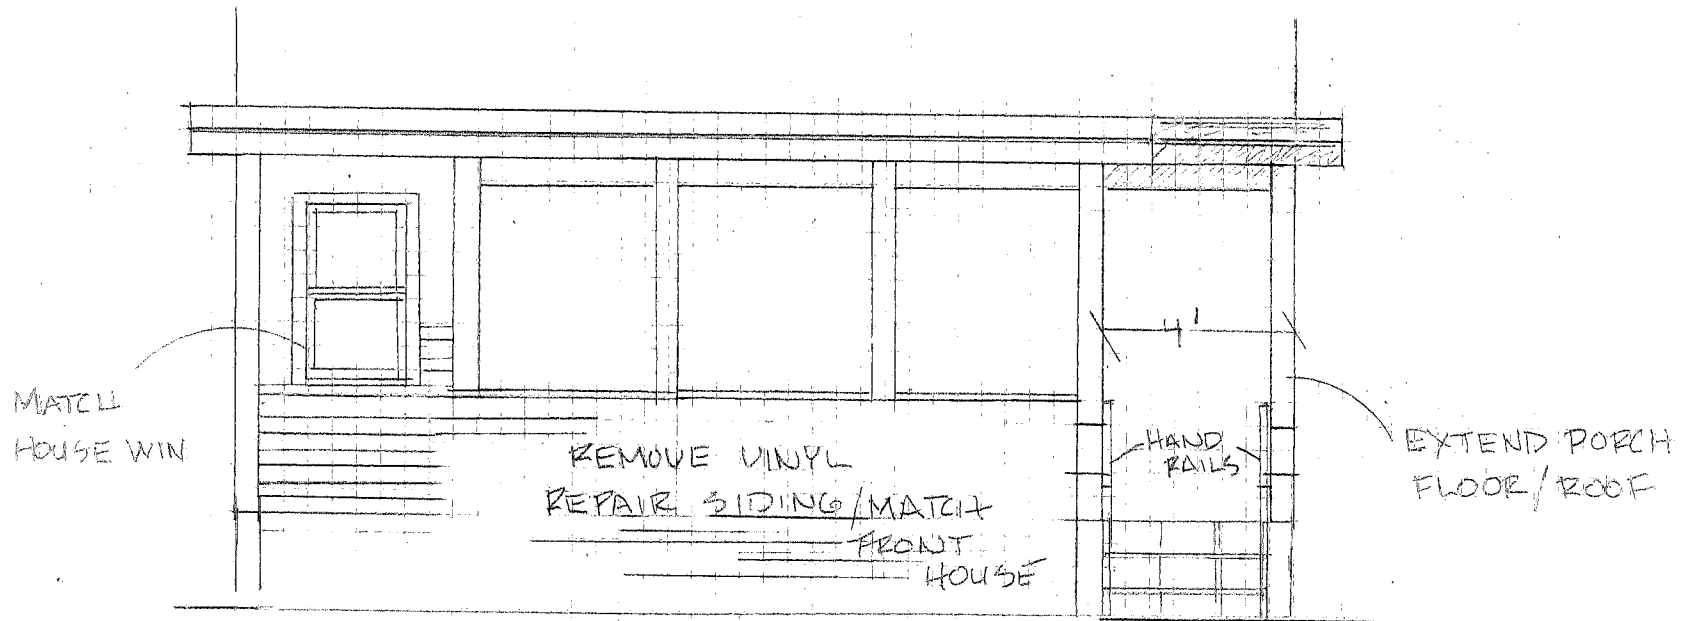 4'
MATCH
HOUSE WIN
REMOVE VINYL
REPAIR SIDING/MATCH
FRONT
HOUSE
HAND
RAILS
EXTEND PORCH
FLOOR/ROOF